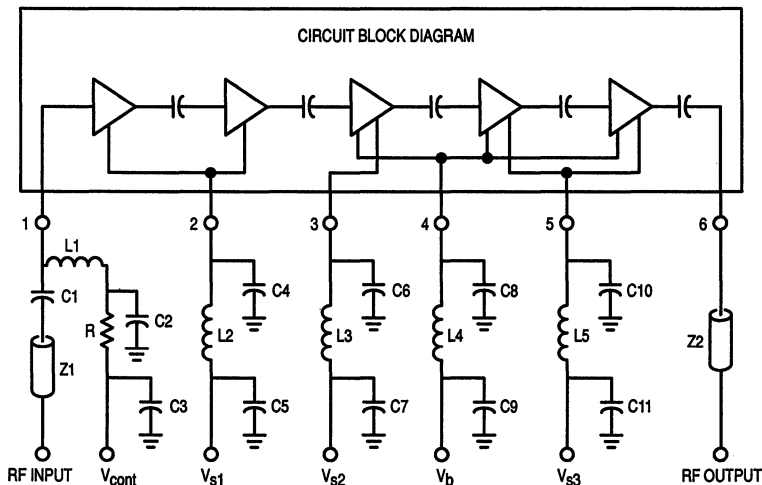 CIRCUIT BLOCK DIAGRAM
1 2 3 4 5 6
L1
C1
C4 C6 C8 C10
R C2 L2 L3 L4 L5 Z2
Z1
C3 C5 C7 C9 C11
RF INPUT Vcont Vs1 Vs2 Vb Vs3 RF OUTPUT